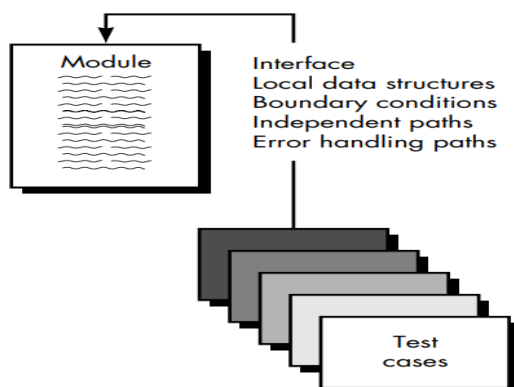 Module
Interface
Local data structures
Boundary conditions
Independent paths
Error handling paths
Test
cases